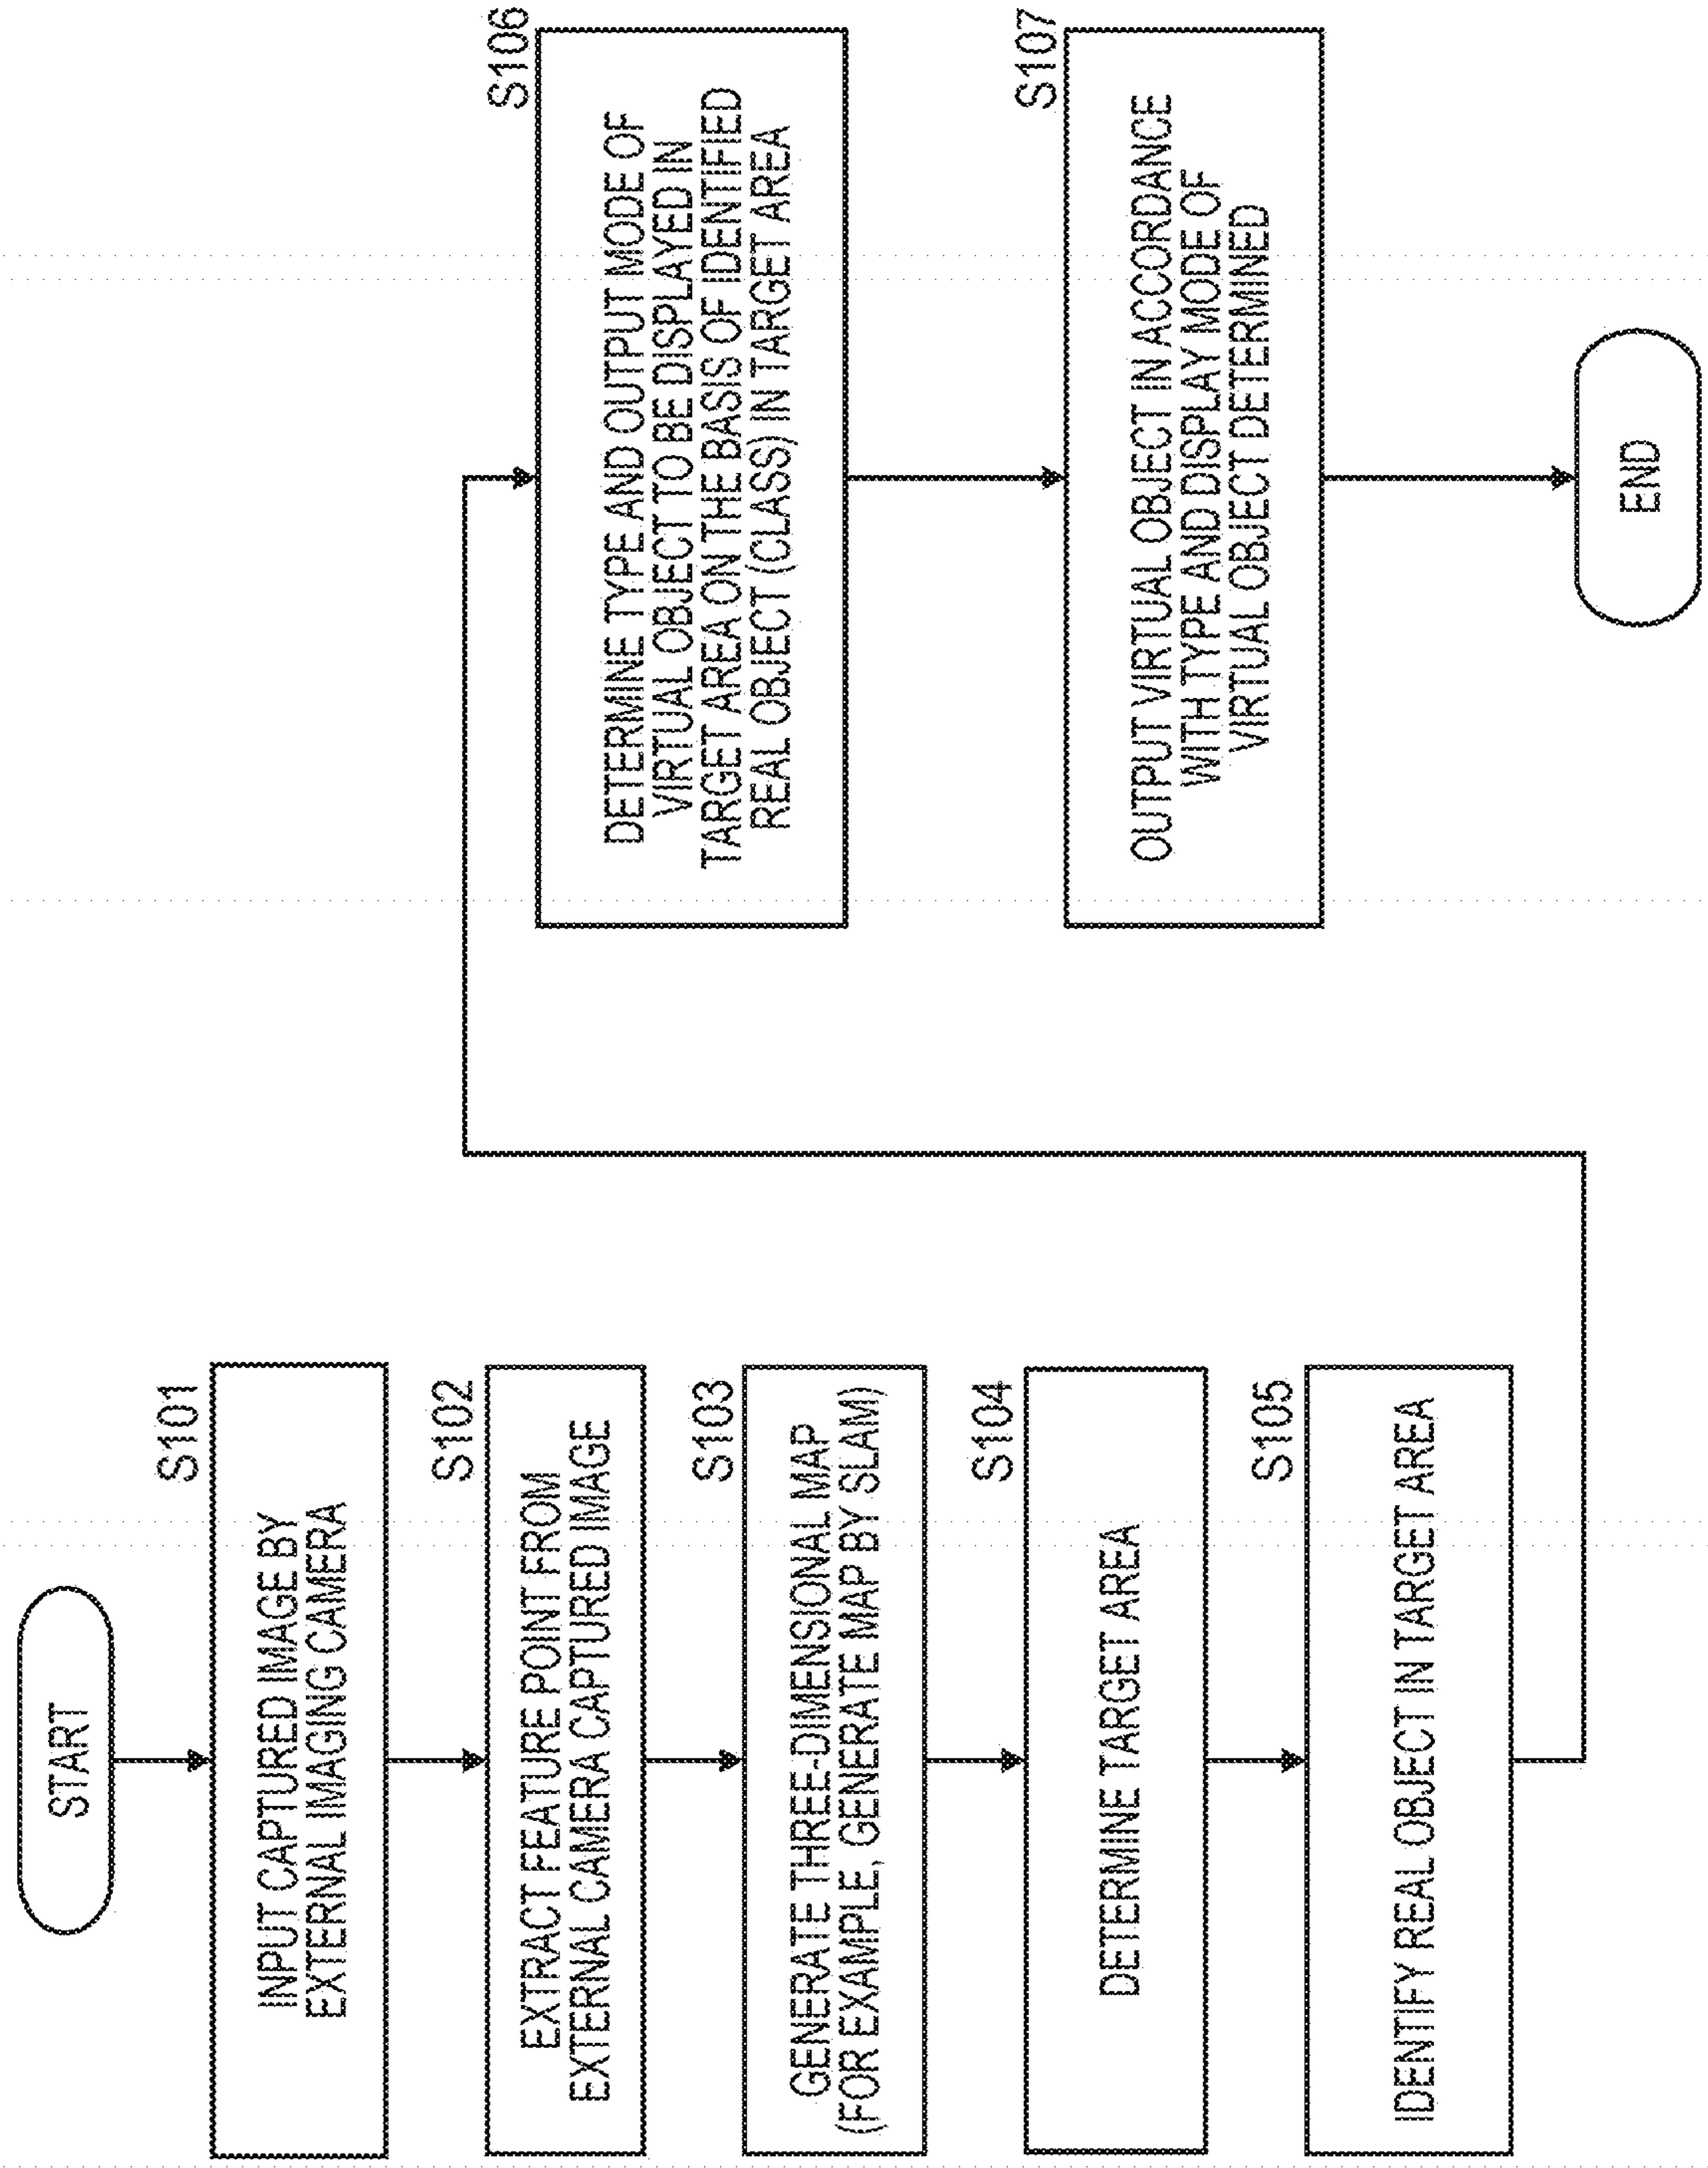 START
S101
INPUT CAPTURED IMAGE BY
EXTERNAL IMAGING CAMERA
S102
EXTRACT FEATURE POINT FROM
EXTERNAL CAMERA CAPTURED IMAGE
S103
GENERATE THREE-DIMENSIONAL MAP
(FOR EXAMPLE, GENERATE MAP BY SLAM)
S104
DETERMINE TARGET AREA
S105
IDENTIFY REAL OBJECT IN TARGET AREA
S106
DETERMINE TYPE AND OUTPUT MODE OF
VIRTUAL OBJECT TO BE DISPLAYED IN
TARGET AREA ON THE BASIS OF IDENTIFIED
REAL OBJECT (CLASS) IN TARGET AREA
S107
OUTPUT VIRTUAL OBJECT IN ACCORDANCE
WITH TYPE AND DISPLAY MODE OF
VIRTUAL OBJECT DETERMINED
END